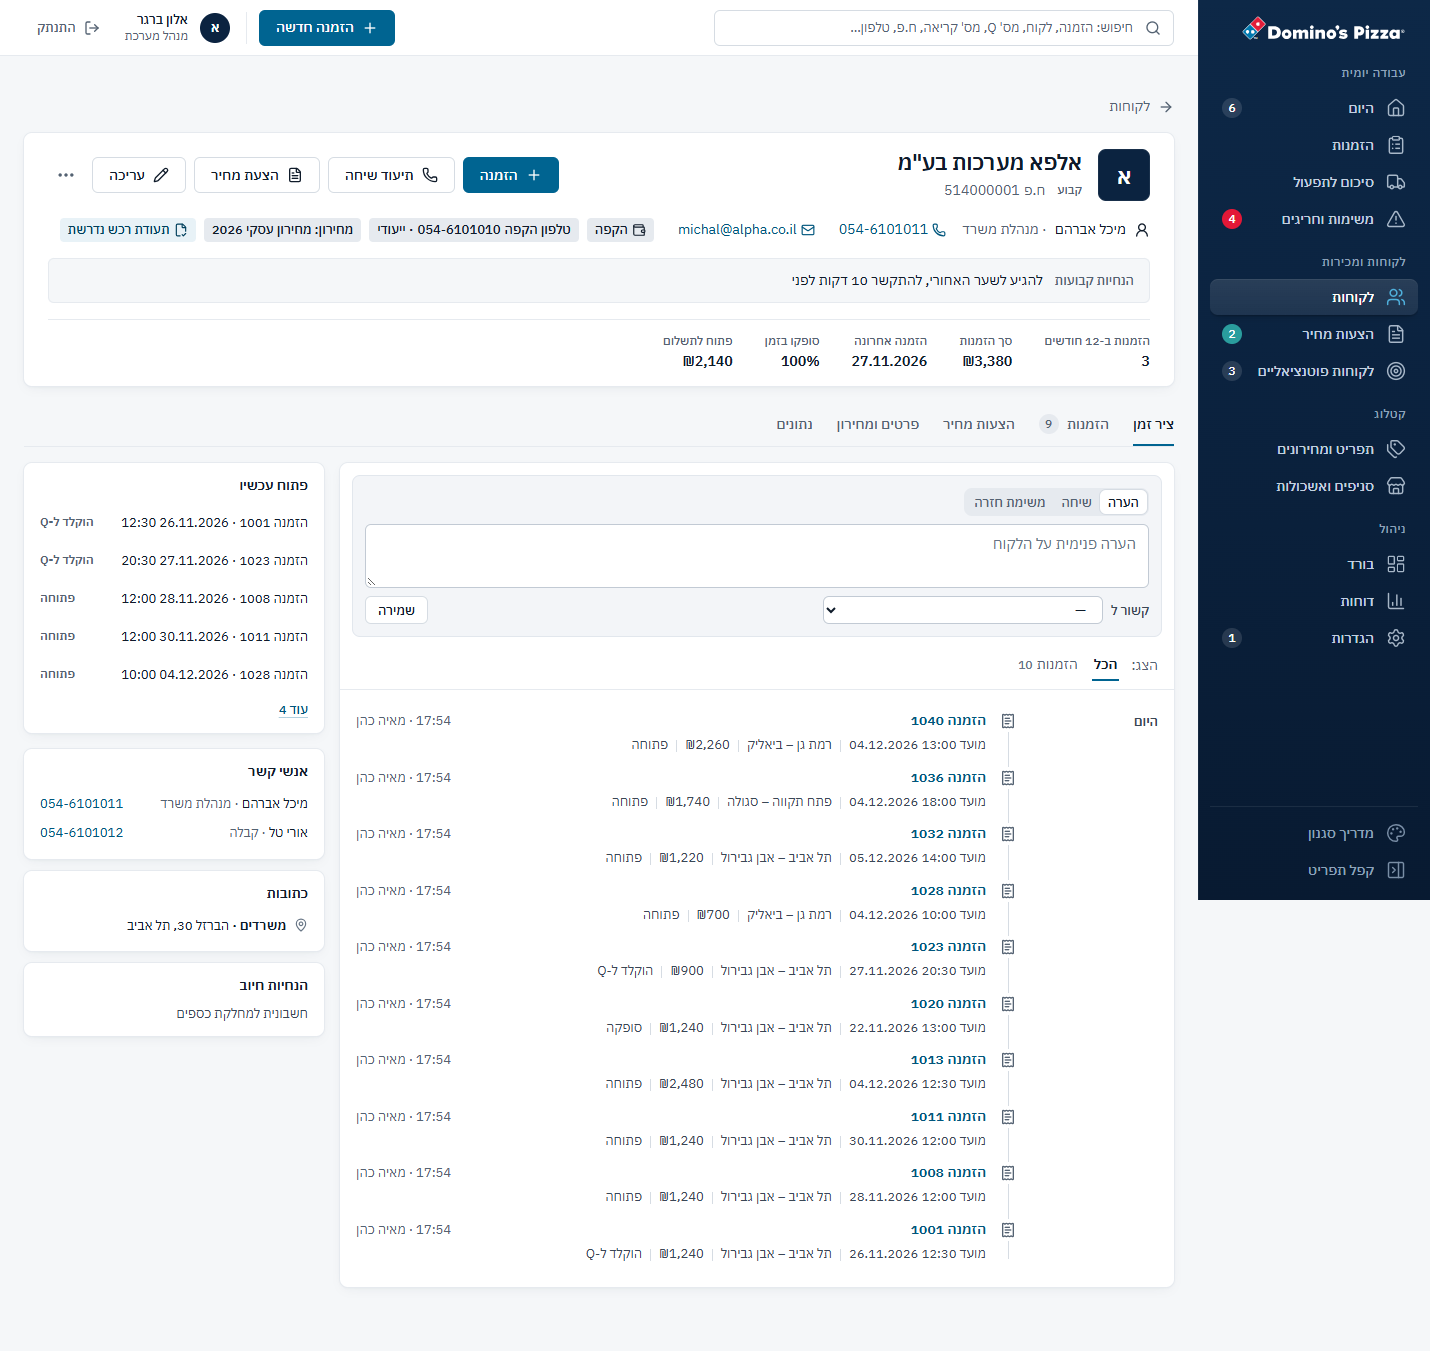 Domino's Pizza
עבודה יומית
היום 6
הזמנות
סיכום לתפעול
משימות וחריגים 4
לקוחות ומכירות
לקוחות
הצעות מחיר 2
לקוחות פוטנציאליים 3
קטלוג
תפריט ומחירונים
סניפים ואשכולות
ניהול
בורד
דוחות
הגדרות 1
מדריך סגנון
קפל תפריט
חיפוש: הזמנה, לקוח, מס' Q, מס' קריאה, ח.פ, טלפון...
הזמנה חדשה
א
אלון ברגר
מנהל מערכת
התנתק
לקוחות
א
אלפא מערכות בע"מ
קבוע ח.פ 514000001
הזמנה
תיעוד שיחה
הצעת מחיר
עריכה
מיכל אברהם · מנהלת משרד 054-6101011 michal@alpha.co.il הקפה טלפון הקפה 054-6101010 · ייעודי מחירון: מחירון עסקי 2026 תעודת רכש נדרשת
הנחיות קבועות להגיע לשער האחורי, להתקשר 10 דקות לפני
הזמנות ב-12 חודשים סך הזמנות הזמנה אחרונה סופקו בזמן פתוח לתשלום
3 ₪3,380 27.11.2026 100% ₪2,140
ציר זמן הזמנות 9 הצעות מחיר פרטים ומחירון נתונים
הערה שיחה משימת חזרה
הערה פנימית על הלקוח
קשור ל — שמירה
הצג: הכל הזמנות 10
היום
הזמנה 1040 17:54 · מאיה כהן
מועד 04.12.2026 13:00 | רמת גן – ביאליק | ₪2,260 | פתוחה
הזמנה 1036 17:54 · מאיה כהן
מועד 04.12.2026 18:00 | פתח תקווה – סגולה | ₪1,740 | פתוחה
הזמנה 1032 17:54 · מאיה כהן
מועד 05.12.2026 14:00 | תל אביב – אבן גבירול | ₪1,220 | פתוחה
הזמנה 1028 17:54 · מאיה כהן
מועד 04.12.2026 10:00 | רמת גן – ביאליק | ₪700 | פתוחה
הזמנה 1023 17:54 · מאיה כהן
מועד 27.11.2026 20:30 | תל אביב – אבן גבירול | ₪900 | הוקלד ל-Q
הזמנה 1020 17:54 · מאיה כהן
מועד 22.11.2026 13:00 | תל אביב – אבן גבירול | ₪1,240 | סופקה
הזמנה 1013 17:54 · מאיה כהן
מועד 04.12.2026 12:30 | תל אביב – אבן גבירול | ₪2,480 | פתוחה
הזמנה 1011 17:54 · מאיה כהן
מועד 30.11.2026 12:00 | תל אביב – אבן גבירול | ₪1,240 | פתוחה
הזמנה 1008 17:54 · מאיה כהן
מועד 28.11.2026 12:00 | תל אביב – אבן גבירול | ₪1,240 | פתוחה
הזמנה 1001 17:54 · מאיה כהן
מועד 26.11.2026 12:30 | תל אביב – אבן גבירול | ₪1,240 | הוקלד ל-Q
פתוח עכשיו
הזמנה 1001 · 26.11.2026 12:30 הוקלד ל-Q
הזמנה 1023 · 27.11.2026 20:30 הוקלד ל-Q
הזמנה 1008 · 28.11.2026 12:00 פתוחה
הזמנה 1011 · 30.11.2026 12:00 פתוחה
הזמנה 1028 · 04.12.2026 10:00 פתוחה
עוד 4
אנשי קשר
מיכל אברהם · מנהלת משרד 054-6101011
אורי טל · קבלה 054-6101012
כתובות
משרדים · הברזל 30, תל אביב
הנחיות חיוב
חשבונית למחלקת כספים